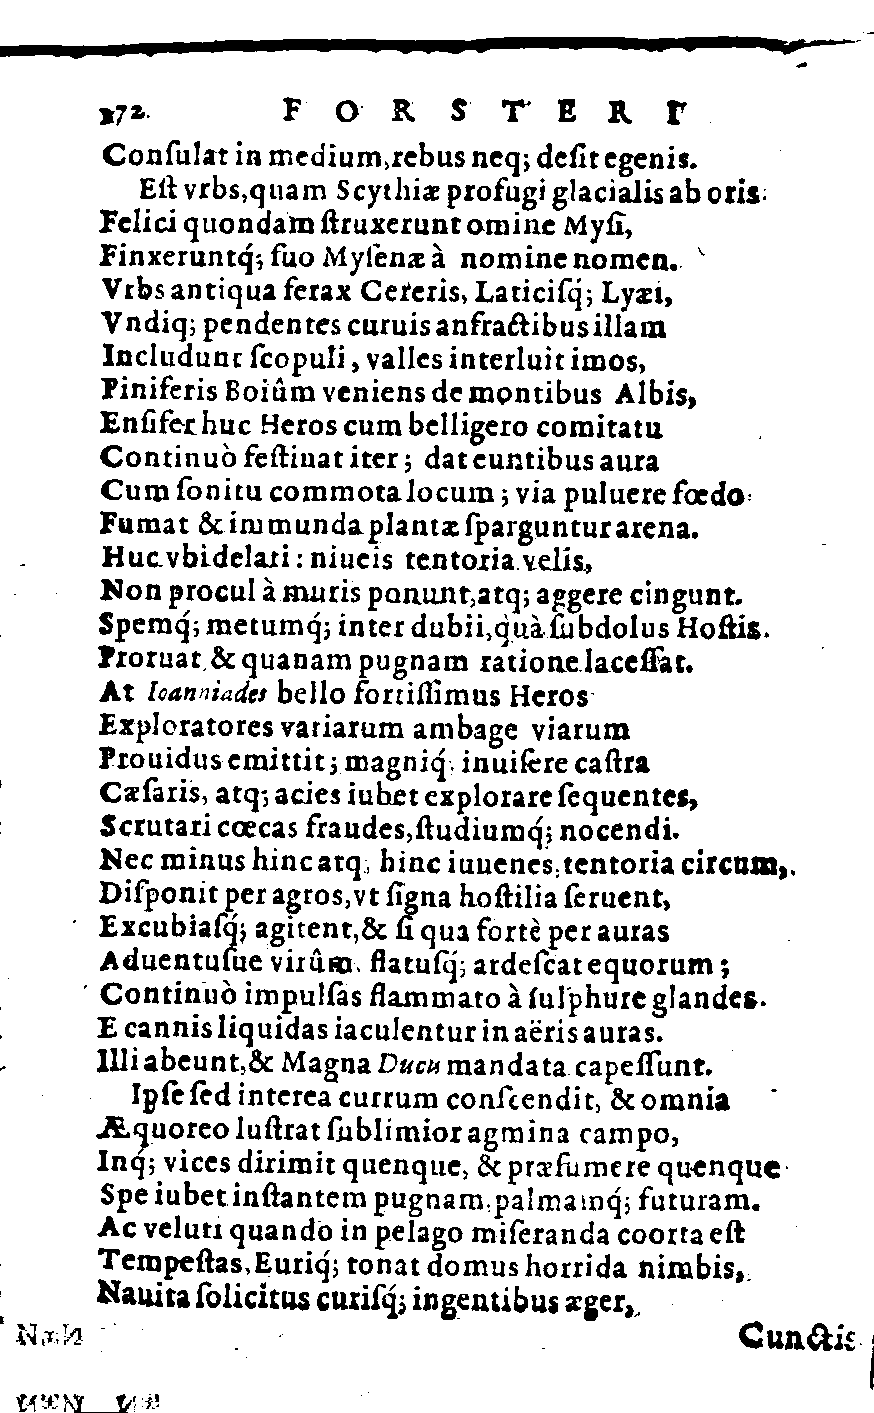 172. FORSTERI
Conſulat in medium, rebus neq; deſit egenis.
Eſt vrbs, quam Scythiæ profugi glacialis ab oris
Felici quondam ſtruxerunt omine Myſi,
Finxeruntq́; ſuo Myſenæ à nomine nomen.
Vrbs antiqua ferax Cereris, Laticiſq́; Lyæi,
Vndiq; pendentes curuis anfractibus illam
Includunt ſcopuli, valles interluit imos,
Piniferis Boiûm veniens de montibus Albis,
Enſifer huc Heros cum belligero comitatu
Continuò feſtinat iter; dat euntibus aura
Cum ſonitu commota locum; via puluere fœdo
Fumat & immunda plantæ ſparguntur arena.
Huc vbi delati: niueis tentoria velis,
Non procul à muris ponunt, atq; aggere cingunt.
Spemq́; metumq́; inter dubii, quà ſubdolus Hoſtis.
Proruat, & quanam pugnam ratione laceſſat.
At Ioanniades bello fortiſſimus Heros
Exploratores variarum ambage viarum
Prouidus emittit; magniq́; inuiſere caſtra
Cæſaris, atq; acies iubet explorare ſequentes,
Scrutari cœcas fraudes, ſtudiumq́; nocendi.
Nec minus hinc atq; hinc iuuenes, tentoria circum,
Diſponit per agros, vt ſigna hoſtilia ſeruent,
Excubiaſq́; agitent, & ſi qua fortè per auras
Aduentuſue virûm, flatuſq́; ardeſcat equorum;
Continuò impulſas flammato à ſulphure glandes.
E cannis liquidas iaculentur in aëris auras.
Illi abeunt, & Magna Ducis mandata capeſſunt.
Ipſe ſed interea currum conſcendit, & omnia
Æquoreo luſtrat ſublimior agmina campo,
Inq́; vices dirimit quenque, & præſumere quenque
Spe iubet inſtantem pugnam, palmamq́; futuram.
Ac veluti quando in pelago miſeranda coorta eſt
Tempeſtas, Euriq́; tonat domus horrida nimbis,
Nauita ſolicitus curiſq́; ingentibus æger,
Cunctis